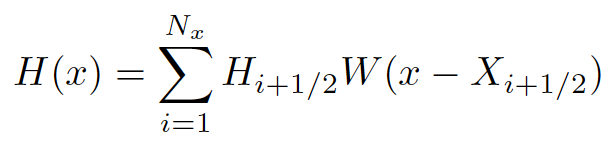 H(x) = \sum_{i=1}^{N_x} H_{i+1/2} W(x - X_{i+1/2})